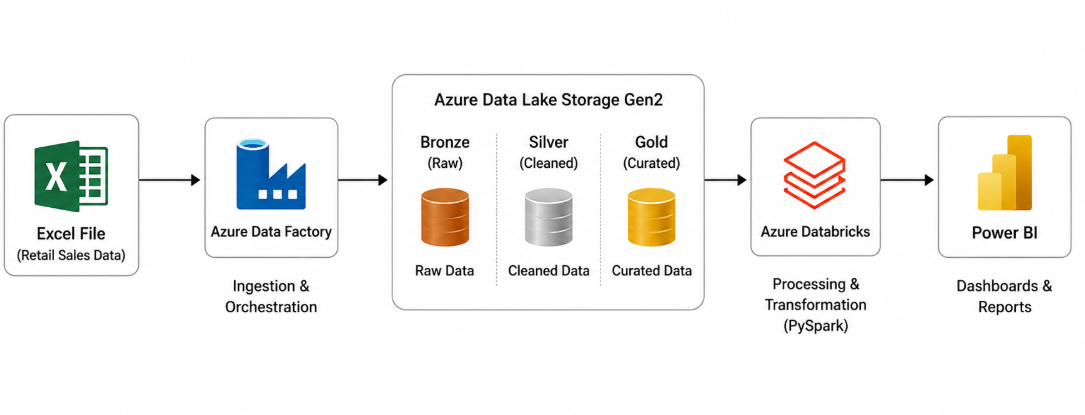 X
Excel File
(Retail Sales Data)
Azure Data Factory
Ingestion &
Orchestration
Azure Data Lake Storage Gen2
Bronze
(Raw)
Raw Data
Silver
(Cleaned)
Cleaned Data
Gold
(Curated)
Curated Data
Azure Databricks
Processing &
Transformation
(PySpark)
Power BI
Dashboards &
Reports